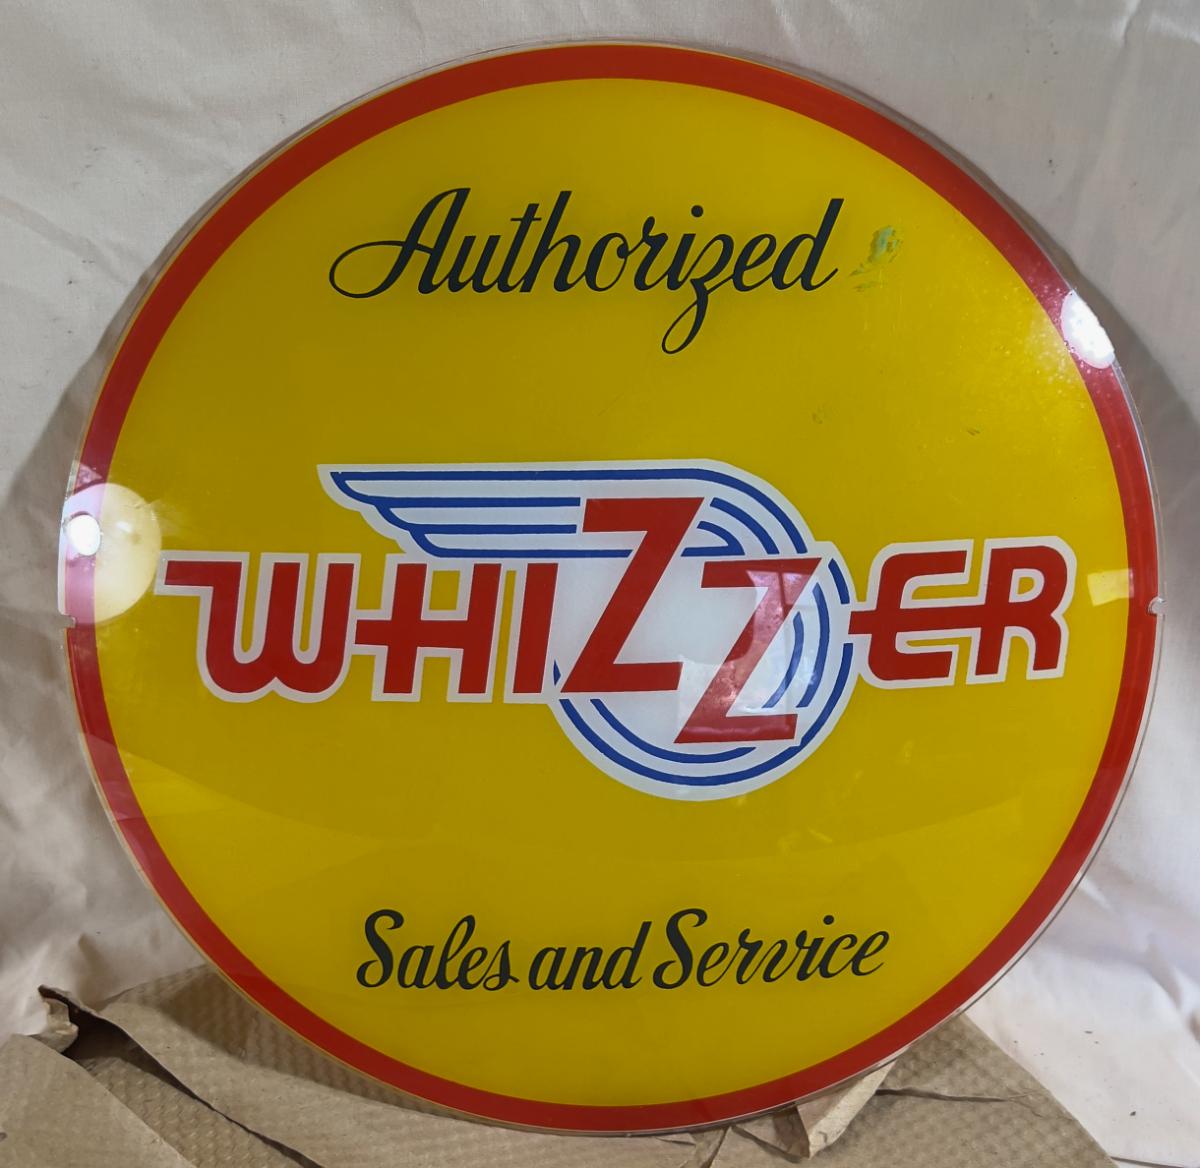 Authorized
WHIZZER
Sales and Service